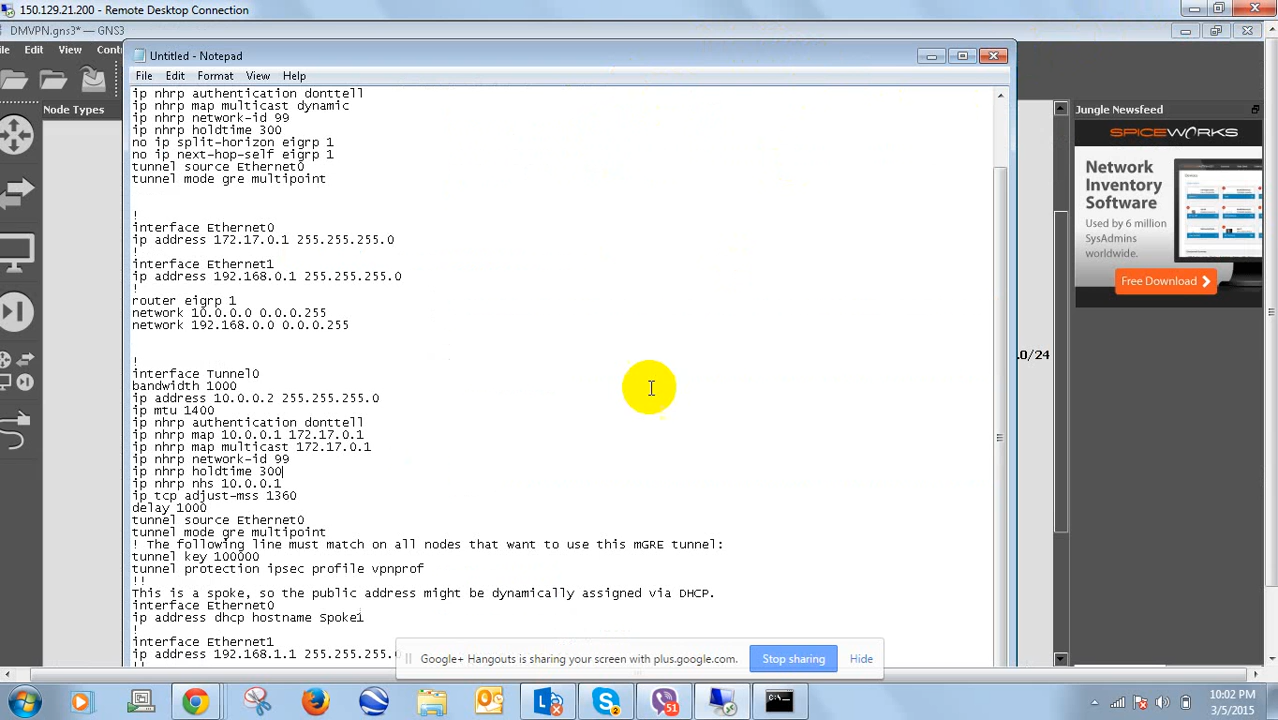 150.129.21.200 - Remote Desktop Connection
DMVPN.gns3* — GNS3
File Edit View Cont
Untitled - Notepad
File Edit Format View Help
Node Types
ip nhrp authentication donttell
ip nhrp map multicast dynamic
ip nhrp network-id 99
ip nhrp holdtime 300
no ip split-horizon eigrp 1
no ip next-hop-self eigrp 1
tunnel source Ethernet0
tunnel mode gre multipoint
!
interface Ethernet0
ip address 172.17.0.1 255.255.255.0
!
interface Ethernet1
ip address 192.168.0.1 255.255.255.0
!
router eigrp 1
network 10.0.0.0 0.0.0.255
network 192.168.0.0 0.0.0.255
!
interface Tunnel0
bandwidth 1000
ip address 10.0.0.2 255.255.255.0
ip mtu 1400
ip nhrp authentication donttell
ip nhrp map 10.0.0.1 172.17.0.1
ip nhrp map multicast 172.17.0.1
ip nhrp network-id 99
ip nhrp holdtime 300
ip nhrp nhs 10.0.0.1
ip tcp adjust-mss 1360
delay 1000
tunnel source Ethernet0
tunnel mode gre multipoint
! The following line must match on all nodes that want to use this mGRE tunnel:
tunnel key 100000
tunnel protection ipsec profile vpnprof
!!
This is a spoke, so the public address might be dynamically assigned via DHCP.
interface Ethernet0
ip address dhcp hostname Spoke1
!
interface Ethernet1
ip address 192.168.1.1 255.255.255.0
!!
.0/24
Jungle Newsfeed
SPICEWORKS
Network
Inventory
Software
Used by 6 million
SysAdmins
worldwide.
Free Download
Google+ Hangouts is sharing your screen with plus.google.com.
Stop sharing
Hide
2
51
C:\
10:02 PM
3/5/2015